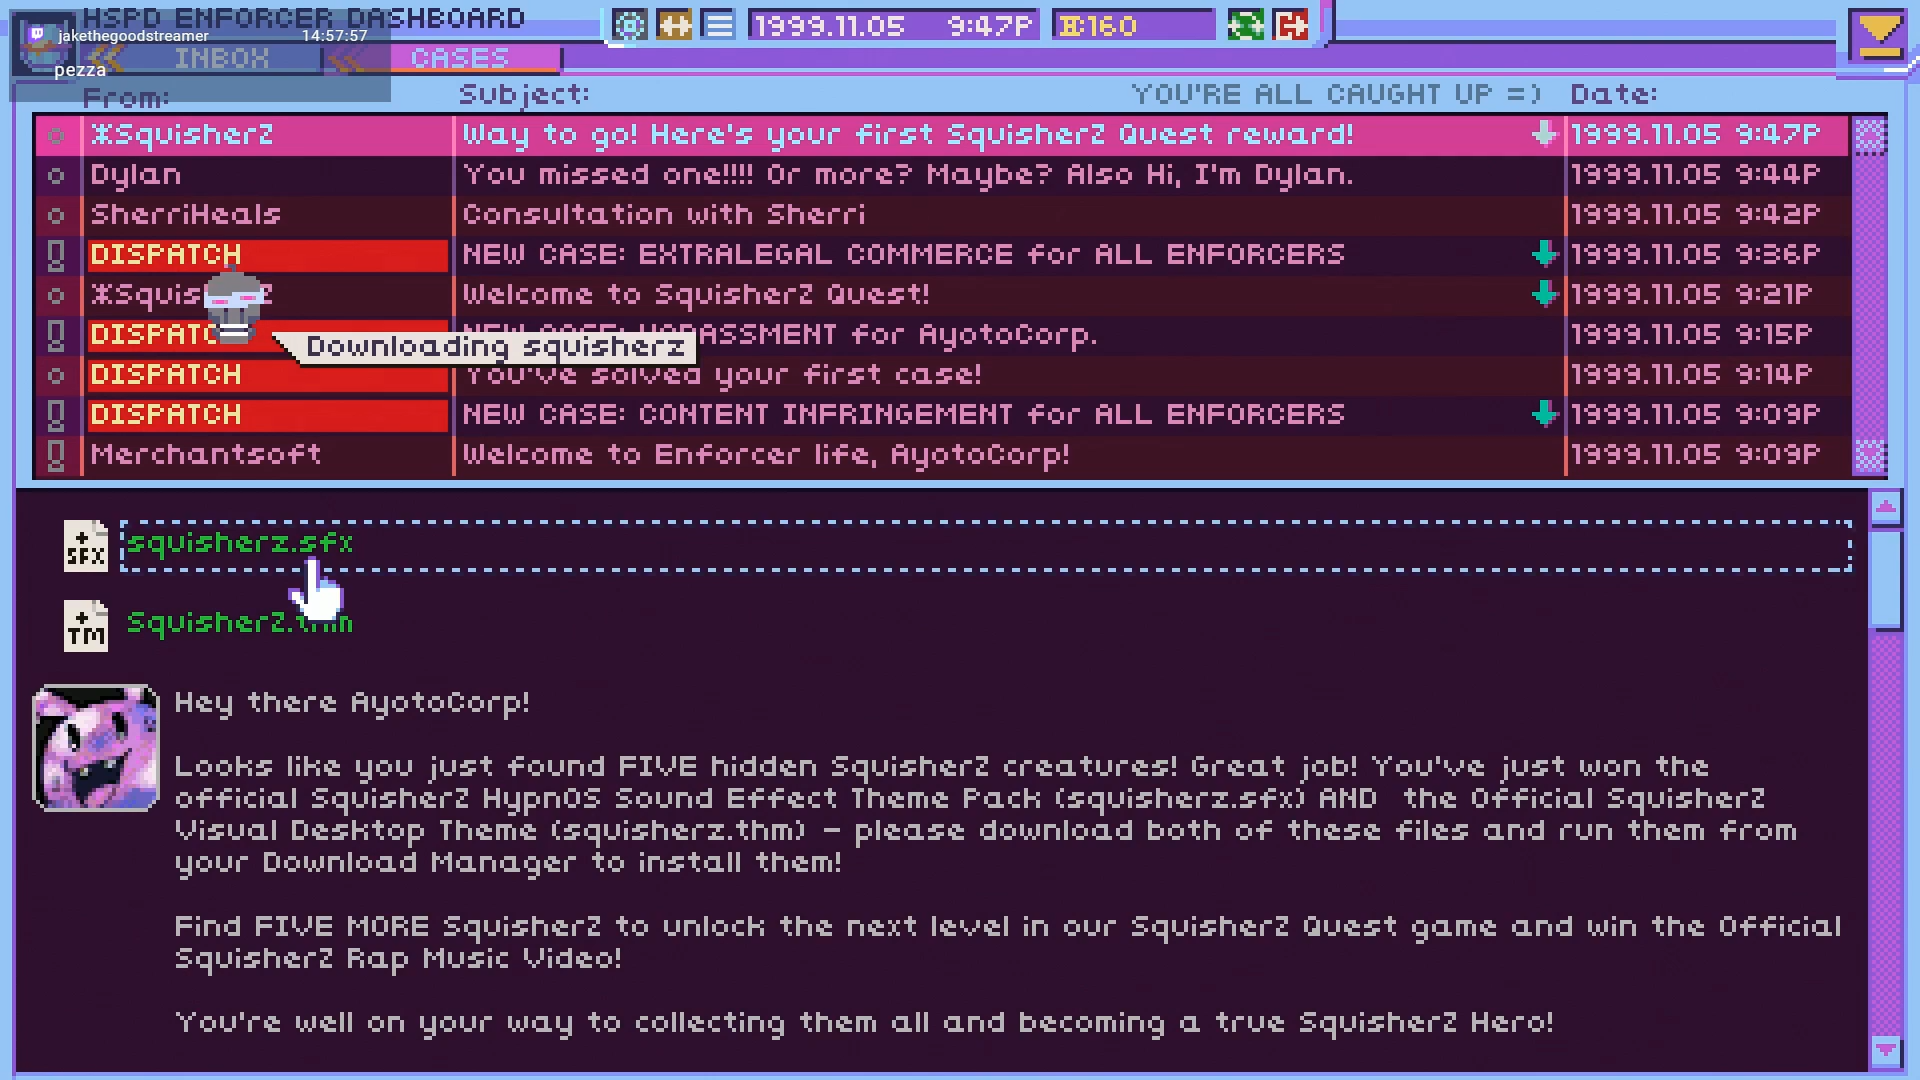 HSPD ENFORCER DASHBOARD
jakethegoodstreamer 14:57:57
pezza
1999.11.05 9:47P
160
INBOX
CASES
From:
Subject:
YOU'RE ALL CAUGHT UP =)
Date:
SquisherZ Way to go! Here's your first SquisherZ Quest reward! 1999.11.05 9:47P
Dylan You missed one!!!! Or more? Maybe? Also Hi, I'm Dylan. 1999.11.05 9:44P
SherriHeals Consultation with Sherri 1999.11.05 9:42P
DISPATCH NEW CASE: EXTRALEGAL COMMERCE for ALL ENFORCERS 1999.11.05 9:36P
Welcome to SquisherZ Quest! 1999.11.05 9:21P
for AyotoCorp. 1999.11.05 9:15P
Downloading squisherz
DISPATCH You've solved your first case! 1999.11.05 9:14P
DISPATCH NEW CASE: CONTENT INFRINGEMENT for ALL ENFORCERS 1999.11.05 9:09P
Merchantsoft Welcome to Enforcer life, AyotoCorp! 1999.11.05 9:09P
+ SFX squisherz.sfx
+ TM SquisherZ.thm
Hey there AyotoCorp!
Looks like you just found FIVE hidden SquisherZ creatures! Great job! You've just won the
official SquisherZ HypnOS Sound Effect Theme Pack (squisherz.sfx) AND the Official SquisherZ
Visual Desktop Theme (squisherz.thm) - please download both of these files and run them from
your Download Manager to install them!
Find FIVE MORE SquisherZ to unlock the next level in our SquisherZ Quest game and win the Official
SquisherZ Rap Music Video!
You're well on your way to collecting them all and becoming a true SquisherZ Hero!